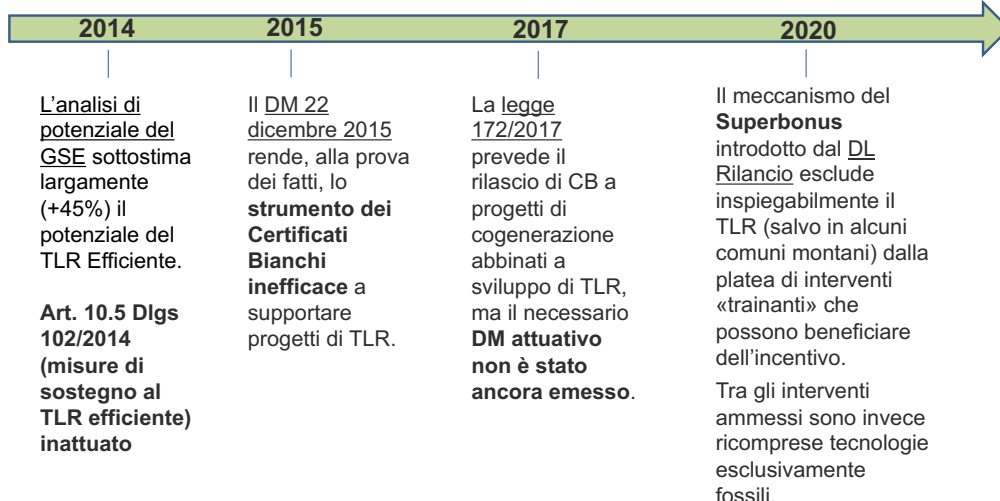 2014
2015
2017
2020
L'analisi di
potenziale del
GSE sottostima
largamente
(+45%) il
potenziale del
TLR Efficiente.
Art. 10.5 Dlgs
102/2014
(misure di
sostegno al
TLR efficiente)
inattuato
Il DM 22
dicembre 2015
rende, alla prova
dei fatti, lo
strumento dei
Certificati
Bianchi
inefficace a
supportare
progetti di TLR.
La legge
172/2017
prevede il
rilascio di CB a
progetti di
cogenerazione
abbinati a
sviluppo di TLR,
ma il necessario
DM attuativo
non è stato
ancora emesso.
Il meccanismo del
Superbonus
introdotto dal DL
Rilancio esclude
inspiegabilmente il
TLR (salvo in alcuni
comuni montani) dalla
platea di interventi
«trainanti» che
possono beneficiare
dell'incentivo.
Tra gli interventi
ammessi sono invece
ricomprese tecnologie
esclusivamente
fossili.